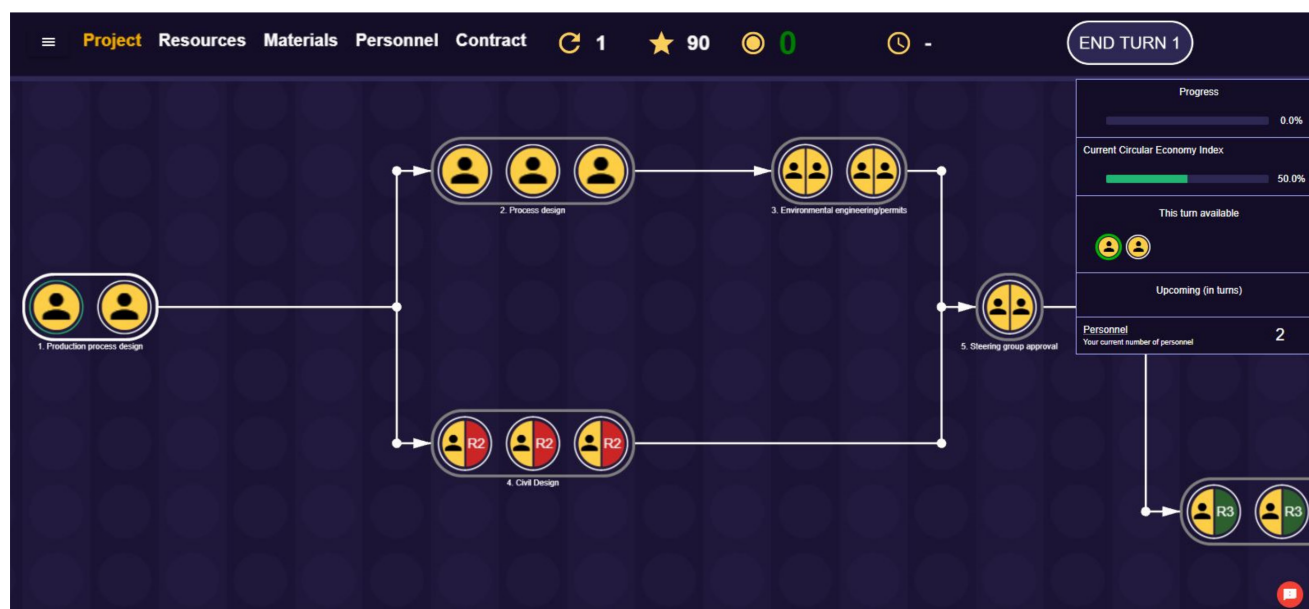 Project Resources Materials Personnel Contract 1 90 0 - END TURN 1
Progress
0.0%
Current Circular Economy Index
50.0%
This turn available
Upcoming (in turns)
Personnel
Your current number of personnel
2
2. Process design
3. Environmental engineering/permits
1. Production process design
5. Steering group approval
R2 R2 R2
4. Civil Design
R3 R3